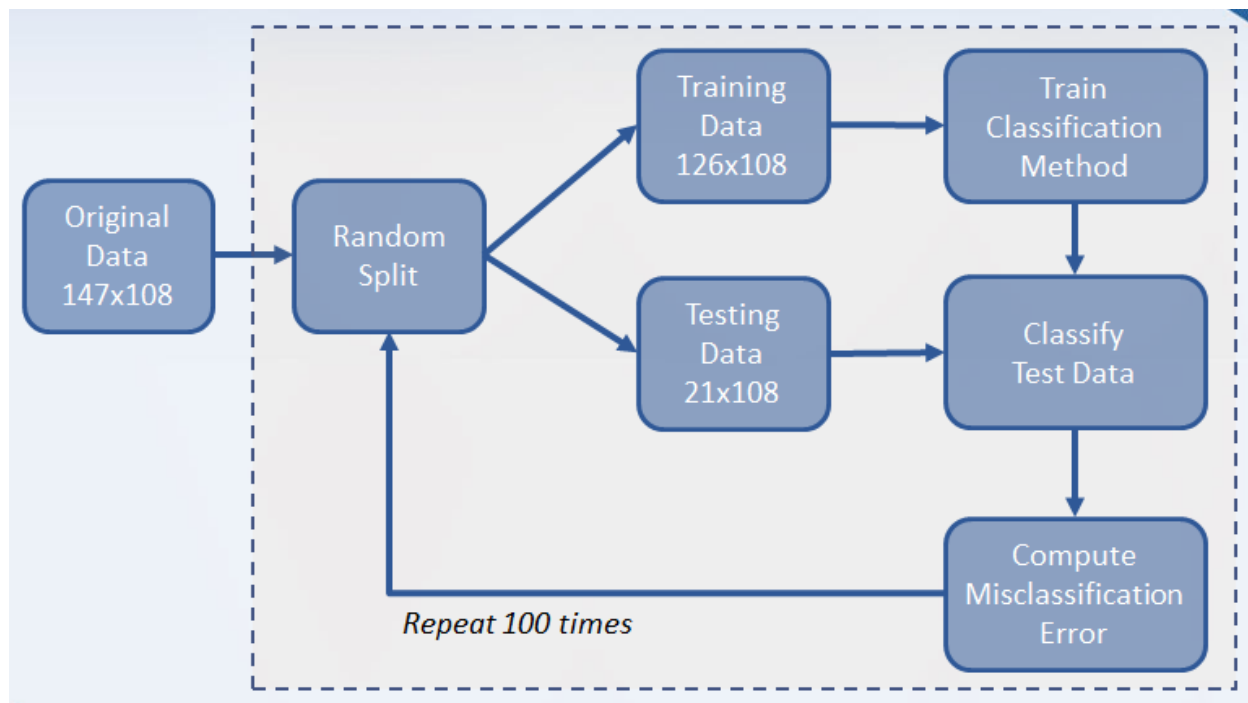 Original
Data
147x108
Random
Split
Training
Data
126x108
Train
Classification
Method
Testing
Data
21x108
Classify
Test Data
Compute
Misclassification
Error
Repeat 100 times